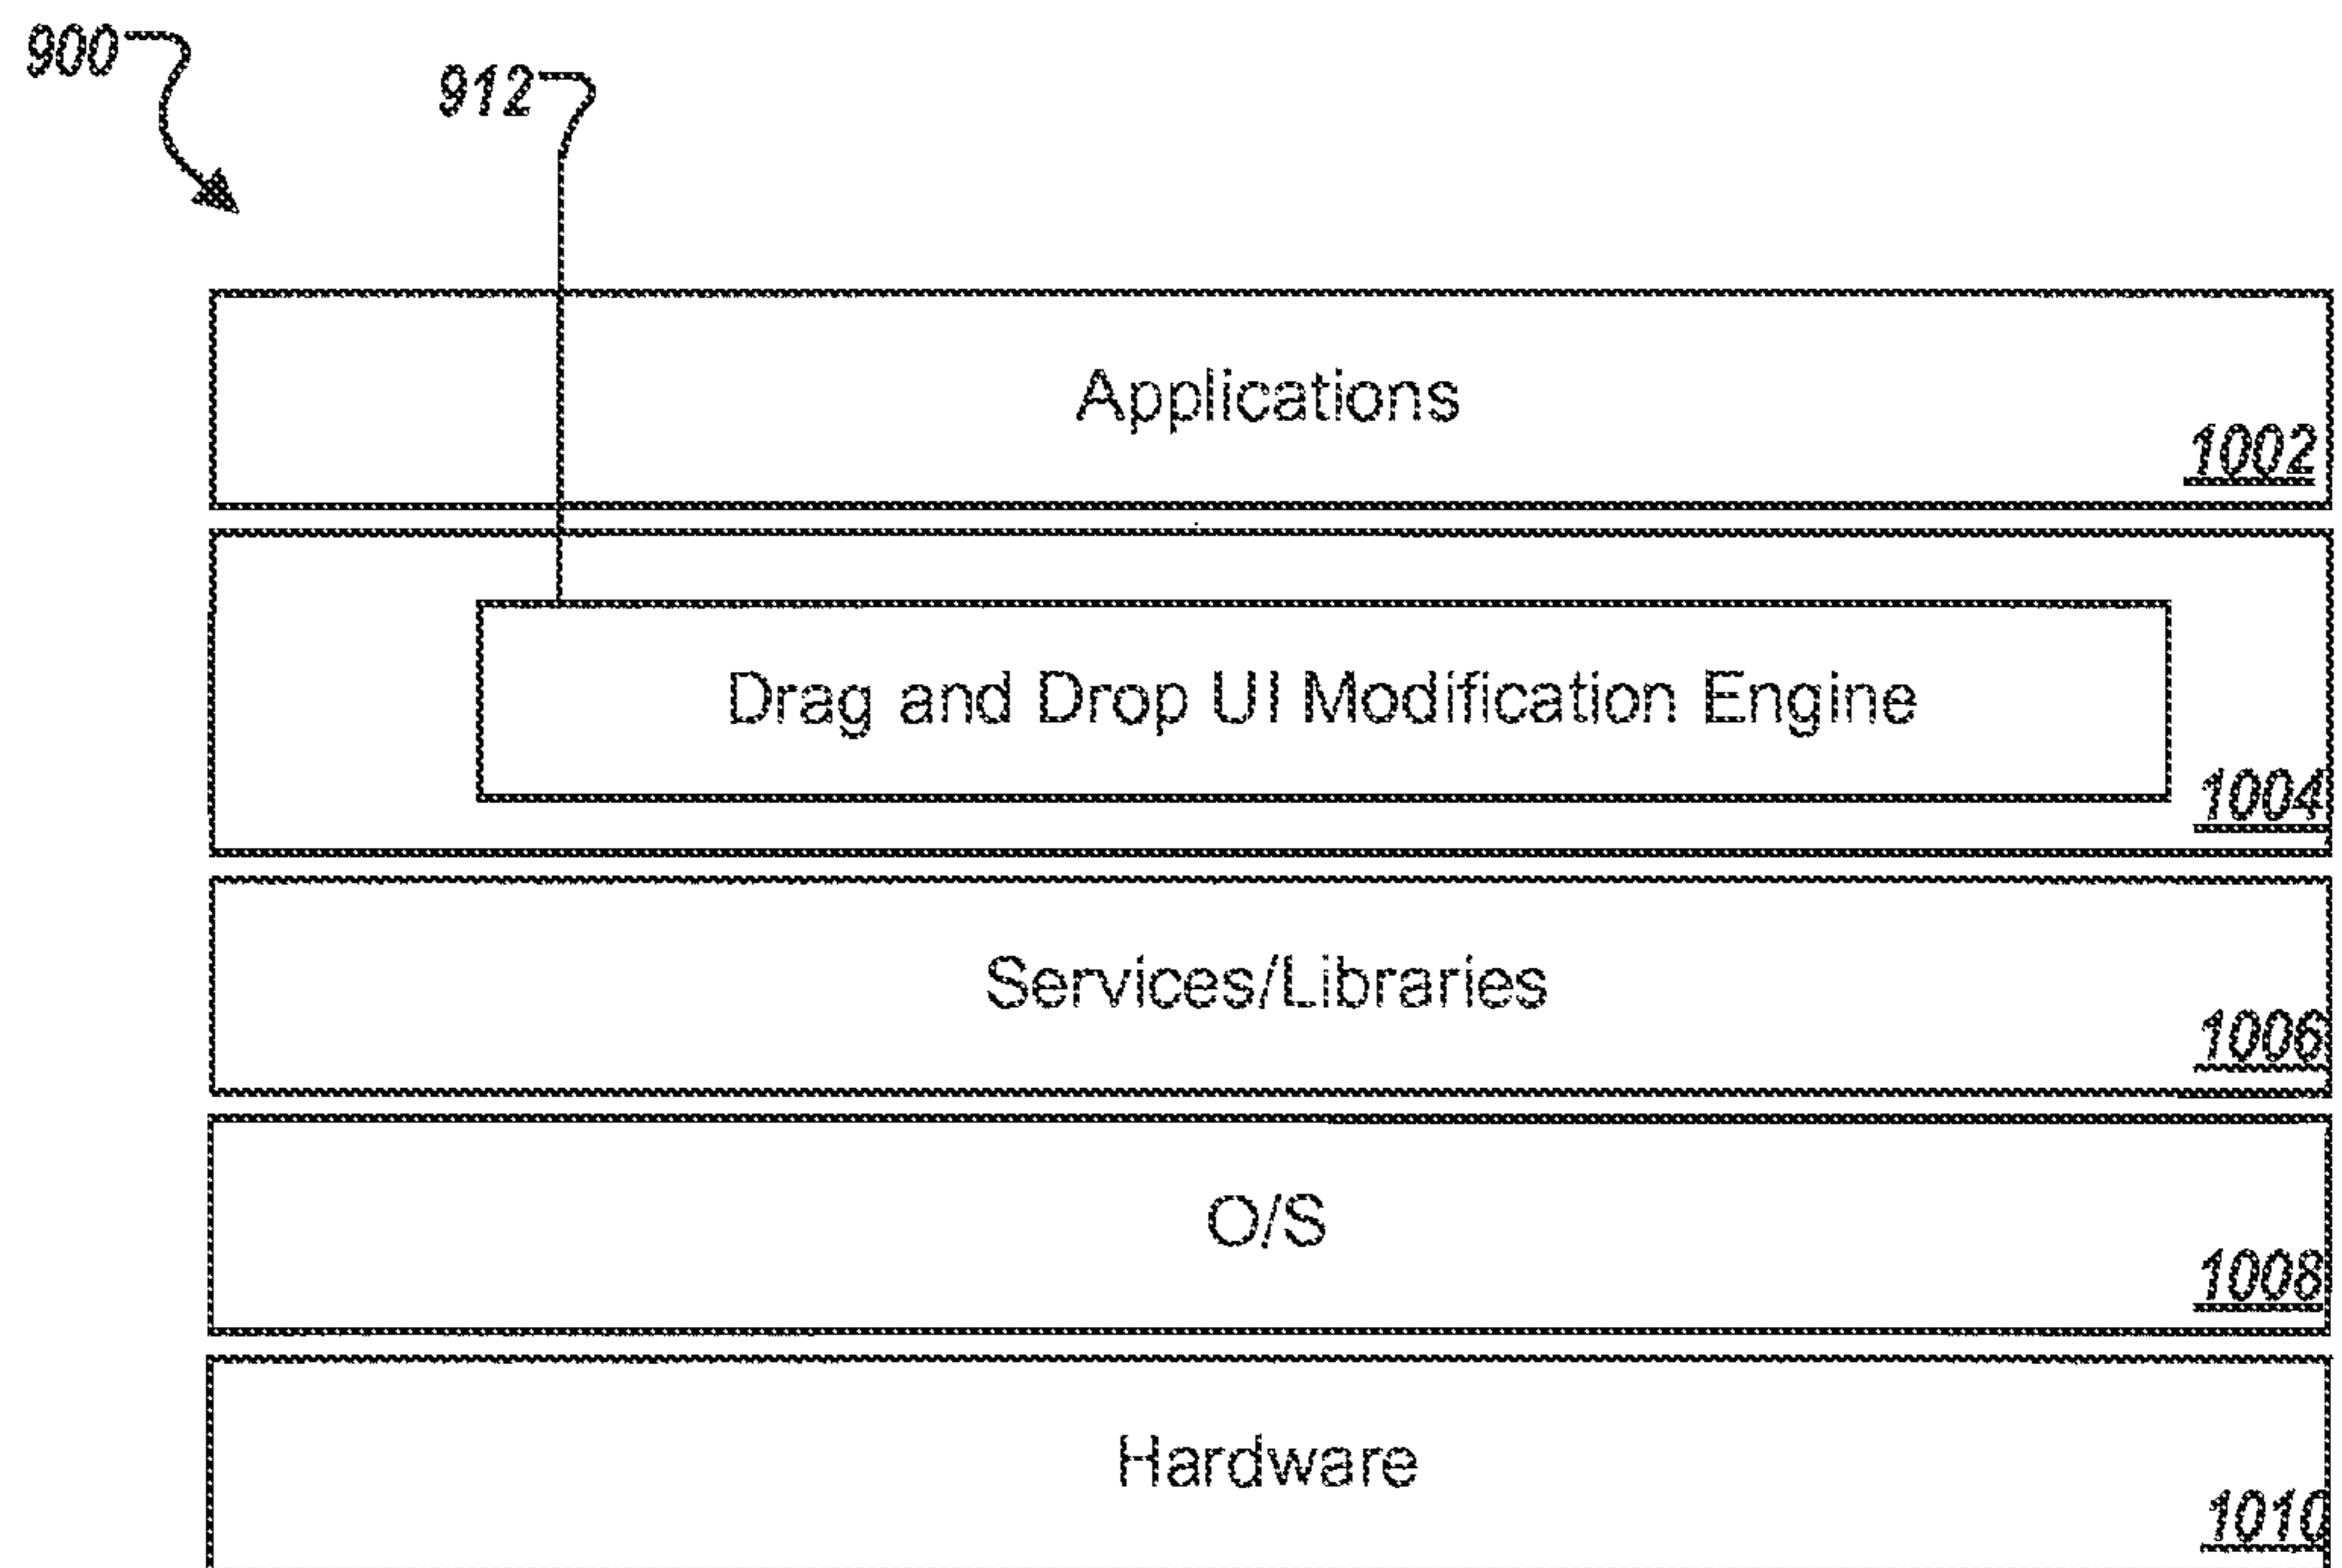 900
912
Applications
1002
Drag and Drop UI Modification Engine
1004
Services/Libraries
1006
O/S
1008
Hardware
1010